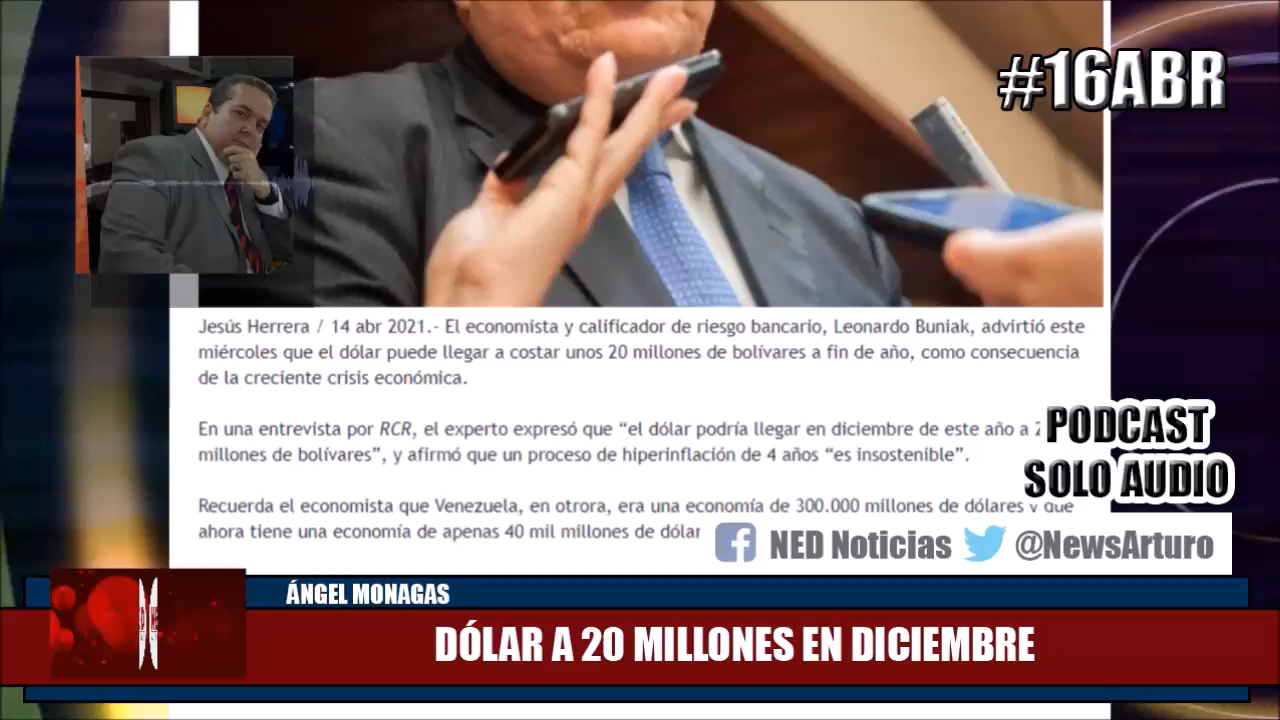 #16ABR
Jesús Herrera / 14 abr 2021.- El economista y calificador de riesgo bancario, Leonardo Buniak, advirtió este
miércoles que el dólar puede llegar a costar unos 20 millones de bolívares a fin de año, como consecuencia
de la creciente crisis económica.
En una entrevista por RCR, el experto expresó que “el dólar podría llegar en diciembre de este año a
millones de bolívares”, y afirmó que un proceso de hiperinflación de 4 años “es insostenible”.
Recuerda el economista que Venezuela, en otrora, era una economía de 300.000 millones de dólares y que
ahora tiene una economía de apenas 40 mil millones de
PODCAST
SOLO AUDIO
NED Noticias @NewsArturo
ÁNGEL MONAGAS
DÓLAR A 20 MILLONES EN DICIEMBRE